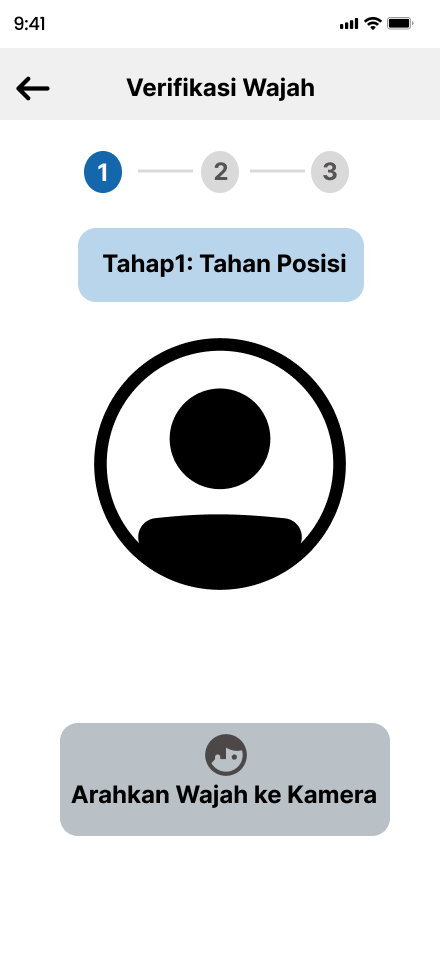 9:41
Verifikasi Wajah
1 2 3
Tahap1: Tahan Posisi
Arahkan Wajah ke Kamera